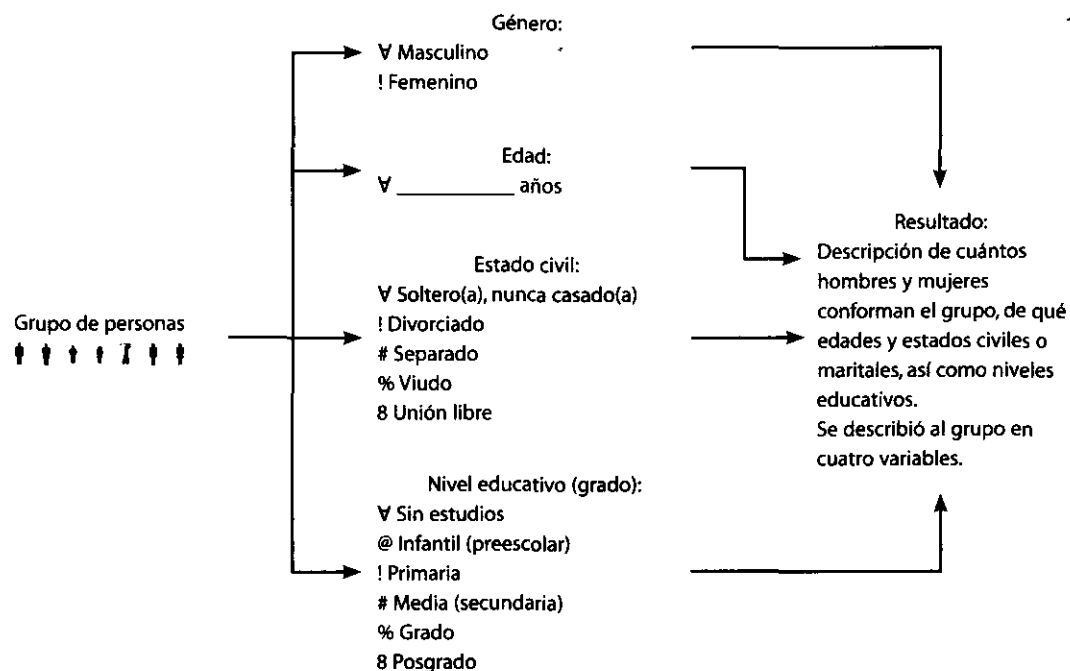 Grupo de personas
Género:
∀ Masculino
! Femenino
Edad:
∀ ____________ años
Estado civil:
∀ Soltero(a), nunca casado(a)
! Divorciado
# Separado
% Viudo
8 Unión libre
Nivel educativo (grado):
∀ Sin estudios
@ Infantil (preescolar)
! Primaria
# Media (secundaria)
% Grado
8 Posgrado
Resultado:
Descripción de cuántos
hombres y mujeres
conforman el grupo, de qué
edades y estados civiles o
maritales, así como niveles
educativos.
Se describió al grupo en
cuatro variables.